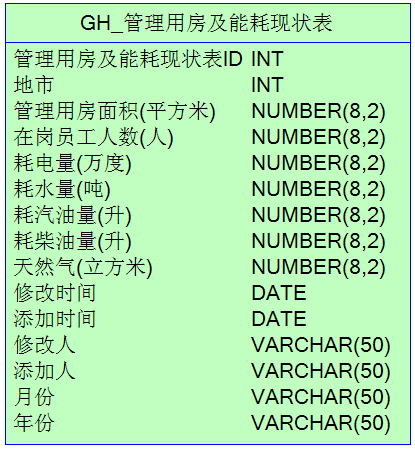 GH_管理用房及能耗现状表
管理用房及能耗现状表ID INT
地市 INT
管理用房面积(平方米) NUMBER(8,2)
在岗员工人数(人) NUMBER(8,2)
耗电量(万度) NUMBER(8,2)
耗水量(吨) NUMBER(8,2)
耗汽油量(升) NUMBER(8,2)
耗柴油量(升) NUMBER(8,2)
天然气(立方米) NUMBER(8,2)
修改时间 DATE
添加时间 DATE
修改人 VARCHAR(50)
添加人 VARCHAR(50)
月份 VARCHAR(50)
年份 VARCHAR(50)